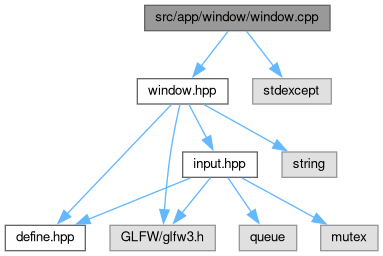 src/app/window/window.cpp
window.hpp
stdexcept
input.hpp
string
define.hpp
GLFW/glfw3.h
queue
mutex